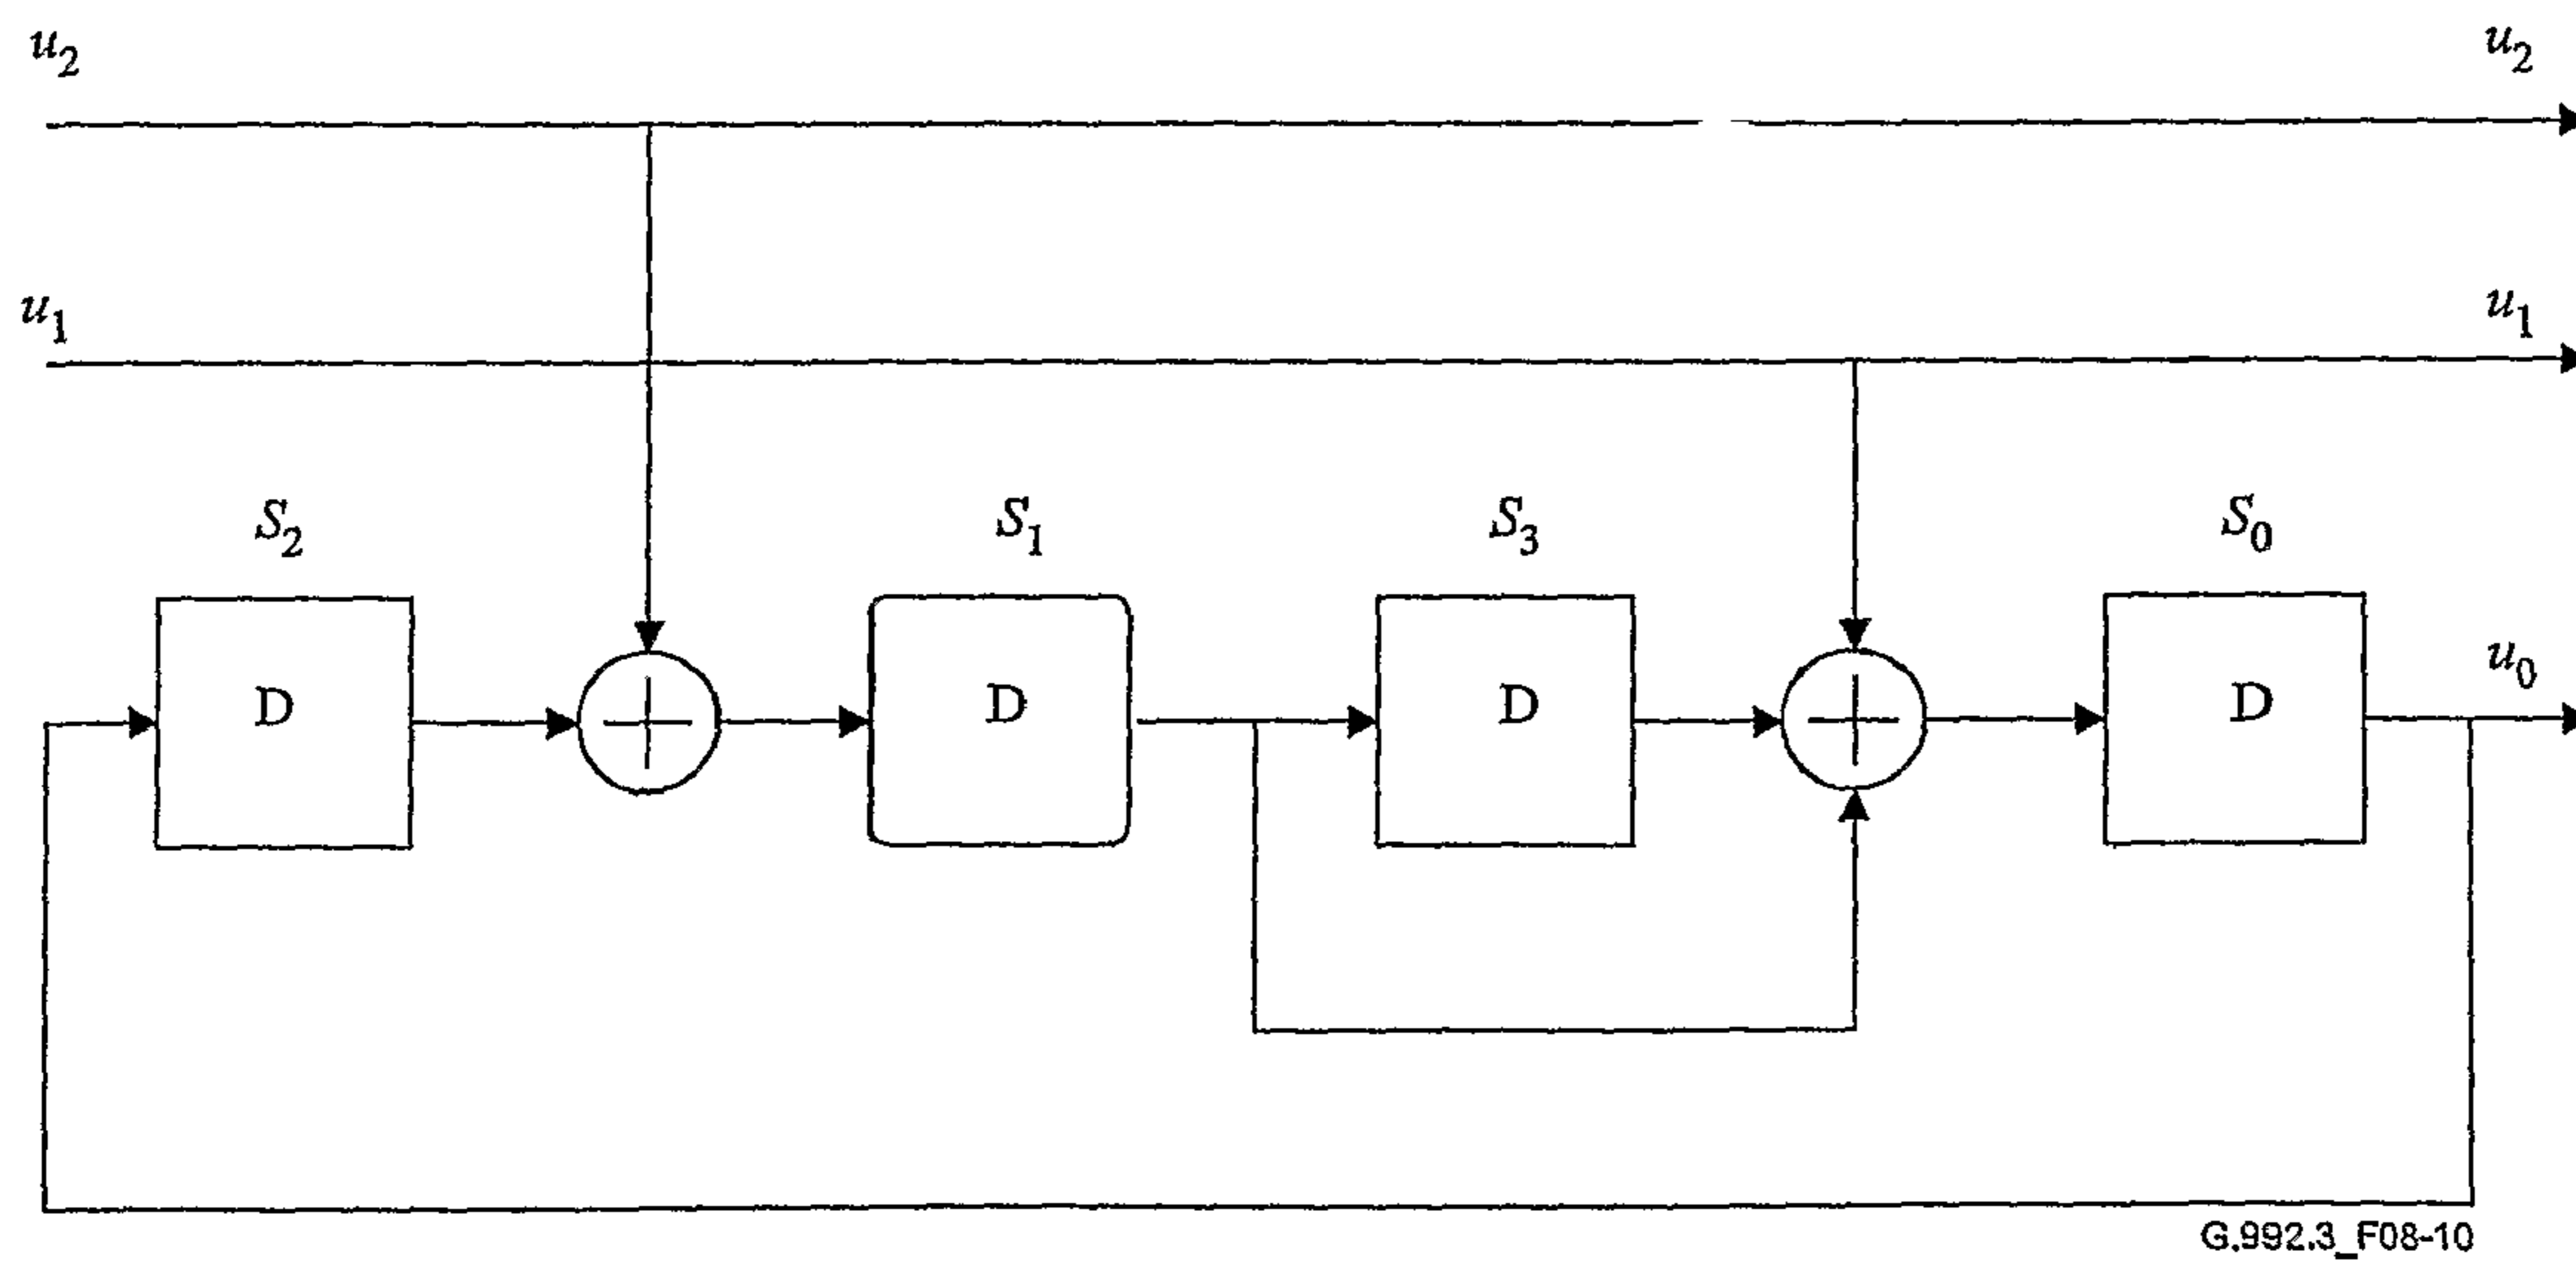 u₂ u₂
u₁ u₁
S₂ S₁ S₃ S₀
u₀
D D D D
G.992.3_F08-10